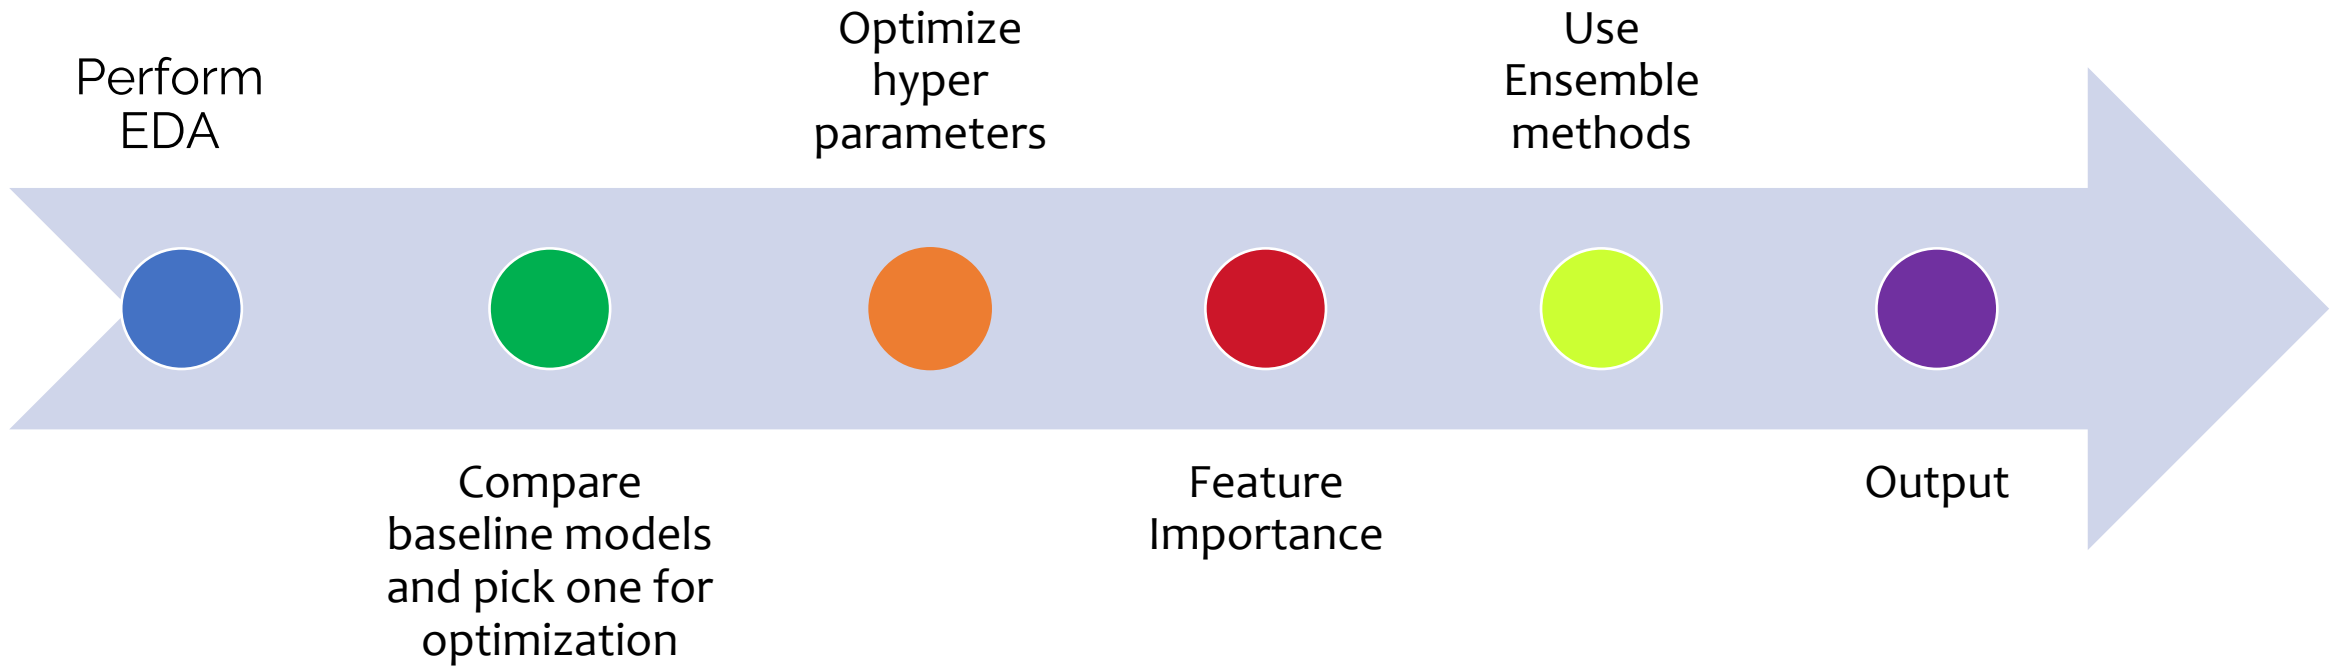 Perform
EDA
Compare
baseline models
and pick one for
optimization
Optimize
hyper
parameters
Feature
Importance
Use
Ensemble
methods
Output